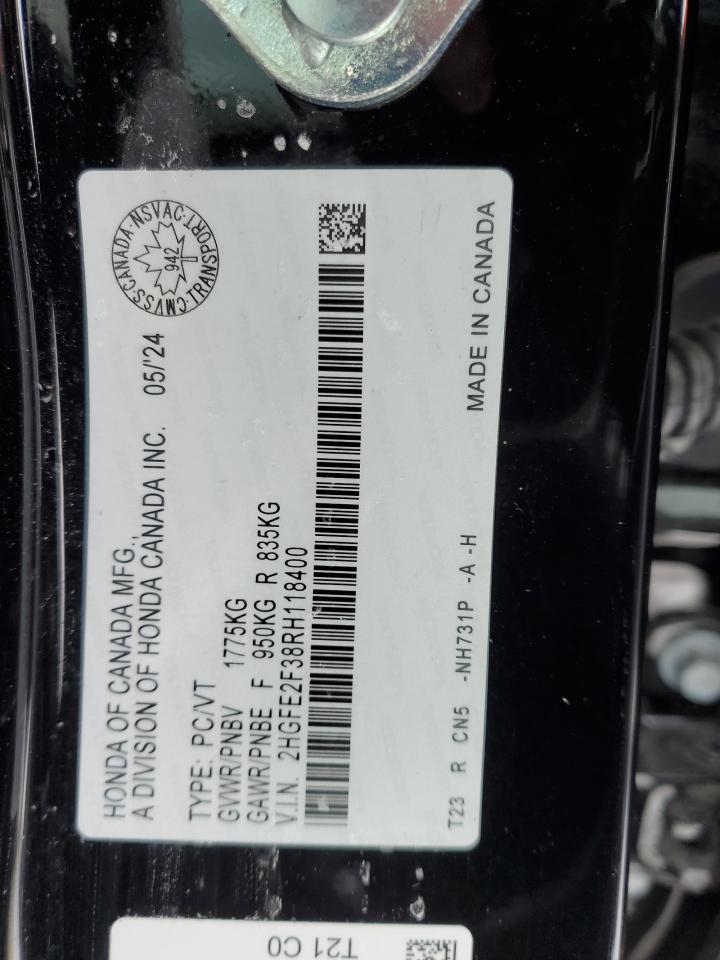 HONDA OF CANADA MFG.,
A DIVISION OF HONDA CANADA INC. 05/'24
CMVSS·CANADA·NSVAC·TRANSPORT·
942
TYPE: PC/VT
GVWR/PNBV 1775KG
GAWR/PNBE F 950KG R 835KG
V.I.N. 2HGFE2F38RH118400
T23 R CN5 -NH731P -A -H MADE IN CANADA
T21 C0